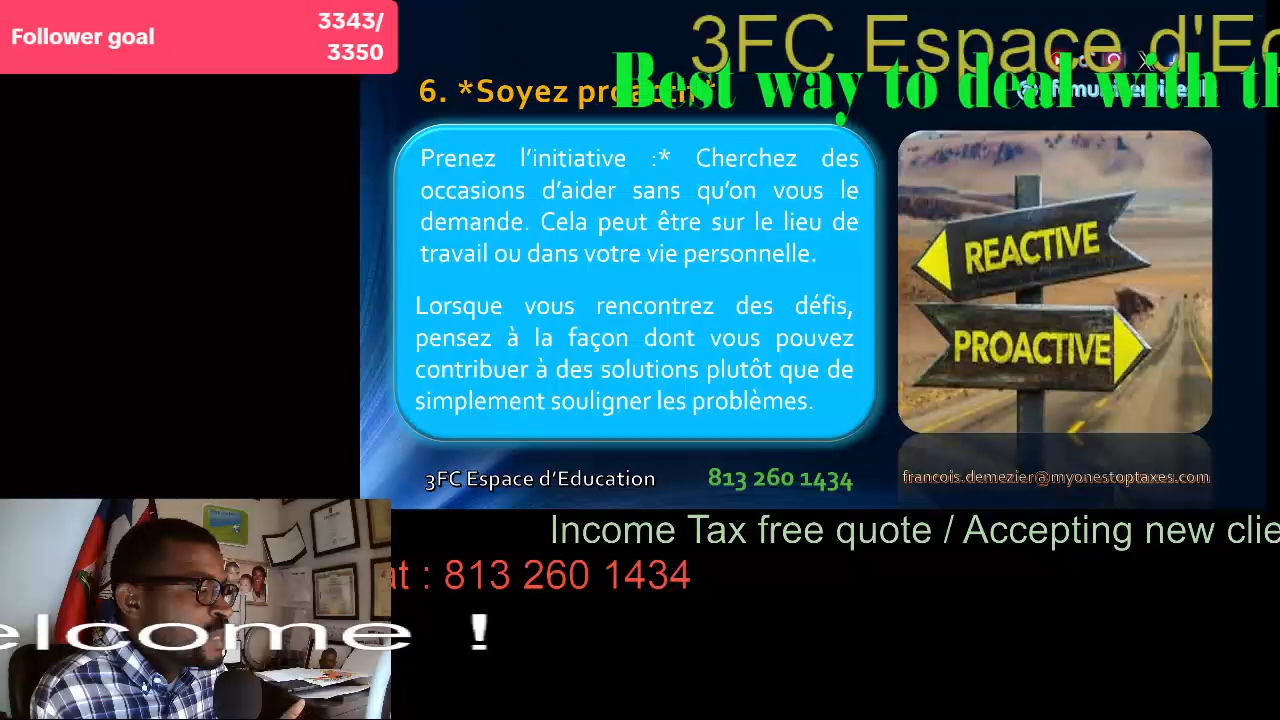 Follower goal
3343/
3350
3FC Espace d'Ed
Best way to deal with th
6. *Soyez
Prenez l'initiative :* Cherchez des
occasions d'aider sans qu'on vous le
demande. Cela peut être sur le lieu de
travail ou dans votre vie personnelle.
Lorsque vous rencontrez des défis,
pensez à la façon dont vous pouvez
contribuer à des solutions plutôt que de
simplement souligner les problèmes.
REACTIVE
PROACTIVE
3FC Espace d'Education
813 260 1434
francois.demezier@myonestoptaxes.com
Income Tax free quote / Accepting new clie
at : 813 260 1434
elcome !